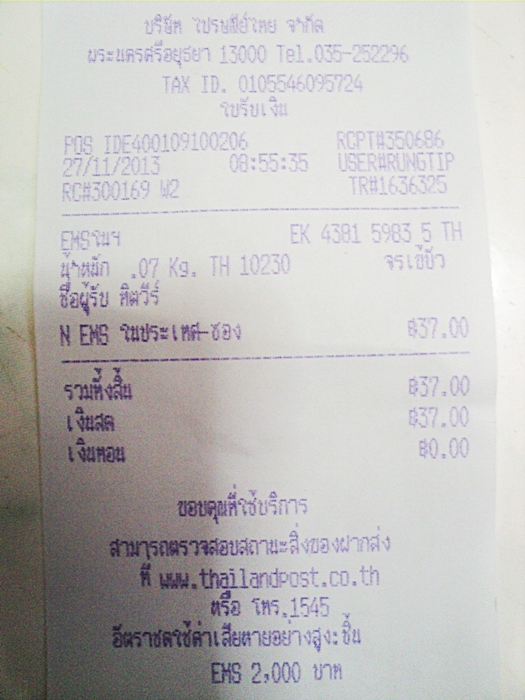 บริษัท ไปรษณีย์ไทย จำกัด
พระนครศรีอยุธยา 13000 Tel.035-252296
TAX ID. 0105546095724
ใบรับเงิน
POS IDE400109100206 RCPT#350686
27/11/2013 08:55:35 USER#RUNGTIP
RC#300169 W2 TR#1636325
EMSในฯ EK 4381 5983 5 TH
น้ำหนัก .07 Kg. TH 10230 จรเข้บัว
ชื่อผู้รับ ทิตวีร์
N EMS ในประเทศ-ซอง ฿37.00
รวมทั้งสิ้น ฿37.00
เงินสด ฿37.00
เงินทอน ฿0.00
ขอบคุณที่ใช้บริการ
สามารถตรวจสอบสถานะสิ่งของฝากส่ง
ที่ www.thailandpost.co.th
หรือ โทร.1545
อัตราชดใช้ค่าเสียหายอย่างสูง:ชิ้น
EMS 2,000 บาท